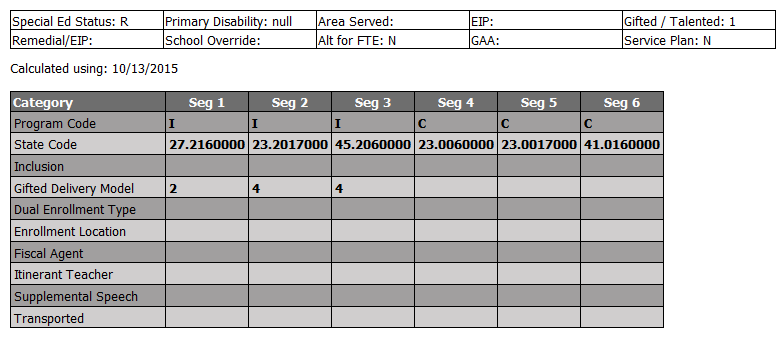 Special Ed Status: R Primary Disability: null Area Served: EIP: Gifted / Talented: 1
Remedial/EIP: School Override: Alt for FTE: N GAA: Service Plan: N
Calculated using: 10/13/2015
Category Seg 1 Seg 2 Seg 3 Seg 4 Seg 5 Seg 6
Program Code I I I C C C
State Code 27.2160000 23.2017000 45.2060000 23.0060000 23.0017000 41.0160000
Inclusion
Gifted Delivery Model 2 4 4
Dual Enrollment Type
Enrollment Location
Fiscal Agent
Itinerant Teacher
Supplemental Speech
Transported